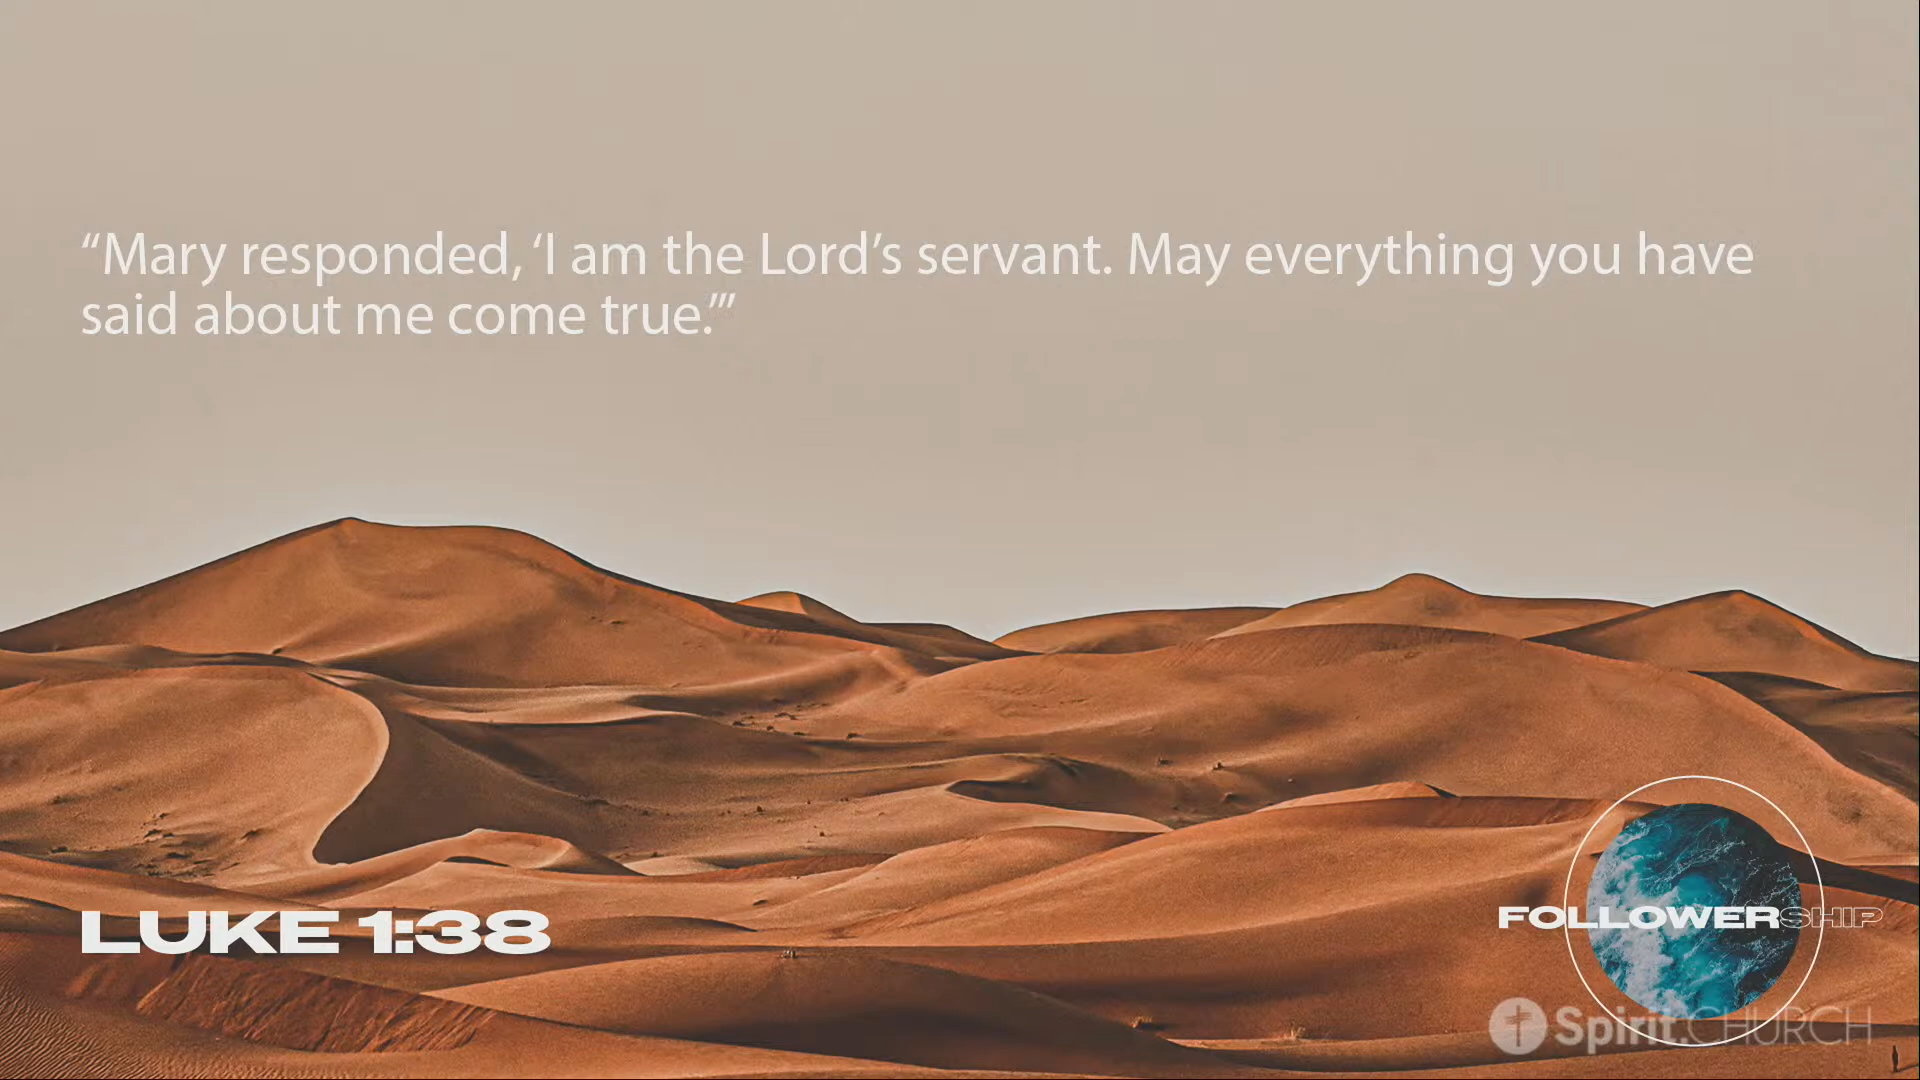 “Mary responded, ‘I am the Lord’s servant. May everything you have
said about me come true.’”
LUKE 1:38
FOLLOWERSHIP
Spirit.CHURCH